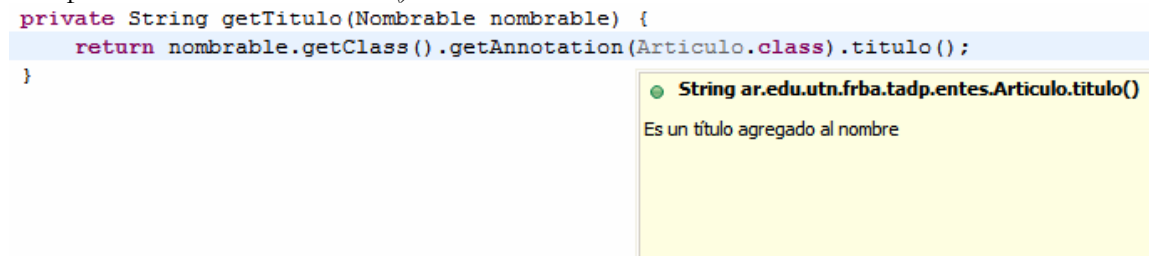 private String getTitulo(Nombrable nombrable) {
    return nombrable.getClass().getAnnotation(Articulo.class).titulo();
}
String ar.edu.utn.frba.tadp.entes.Articulo.titulo()
Es un título agregado al nombre